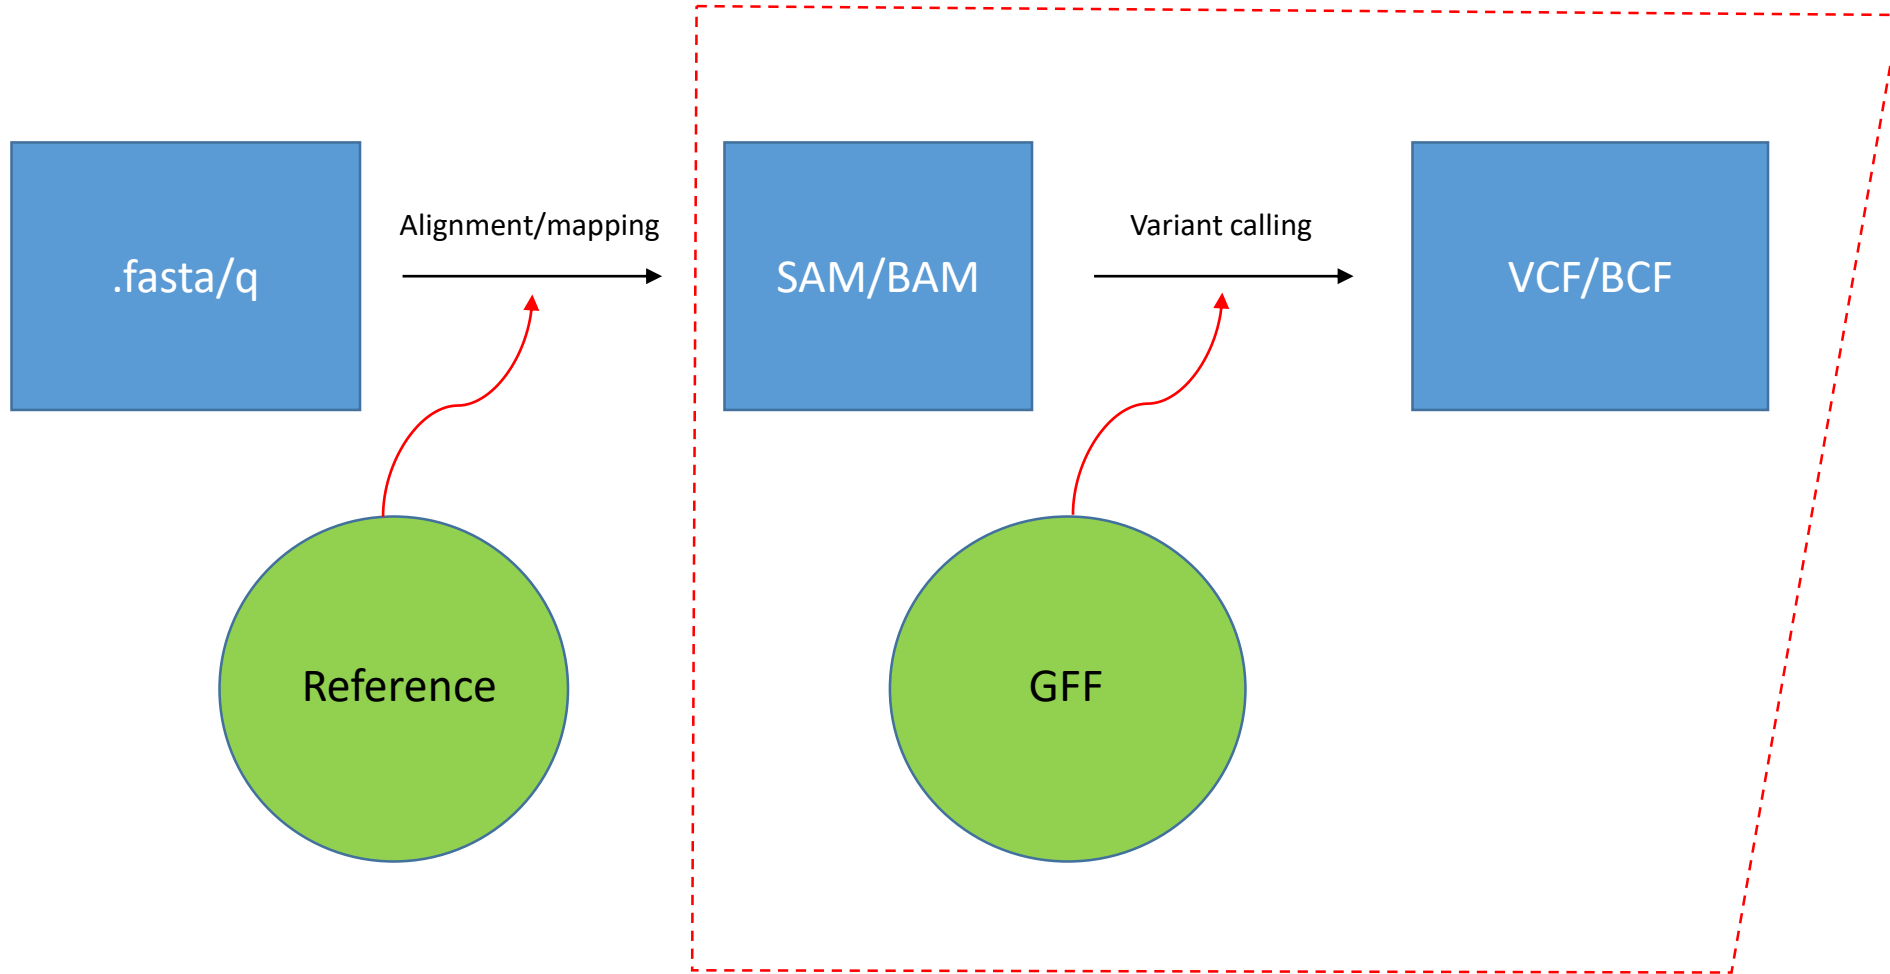 .fasta/q
Alignment/mapping
SAM/BAM
Variant calling
VCF/BCF
Reference
GFF